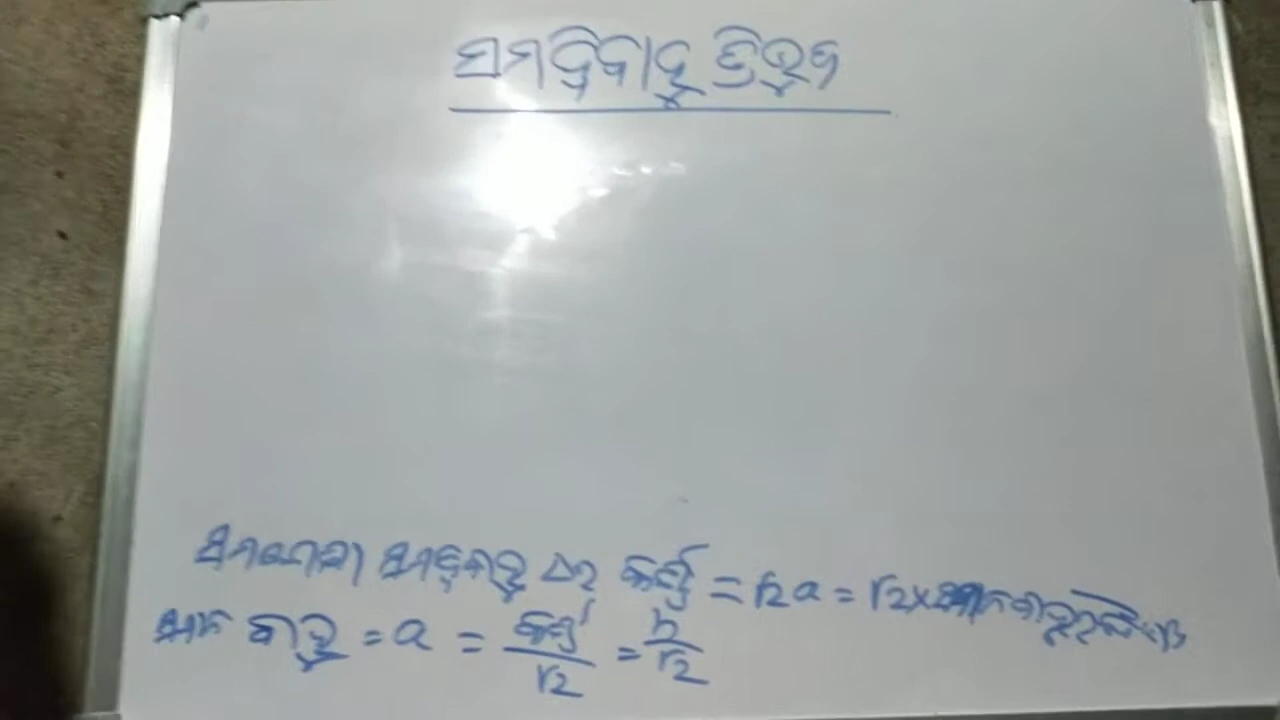 ସମଦ୍ୱିବାହୁ ତ୍ରିଭୁଜ
ସମକୋଣୀ ସମଦ୍ୱିବାହୁ କର୍ଣ୍ଣ = √2a = √2 ×
ସମାନ ବାହୁ = a = କର୍ଣ୍ଣ/√2 = h/√2